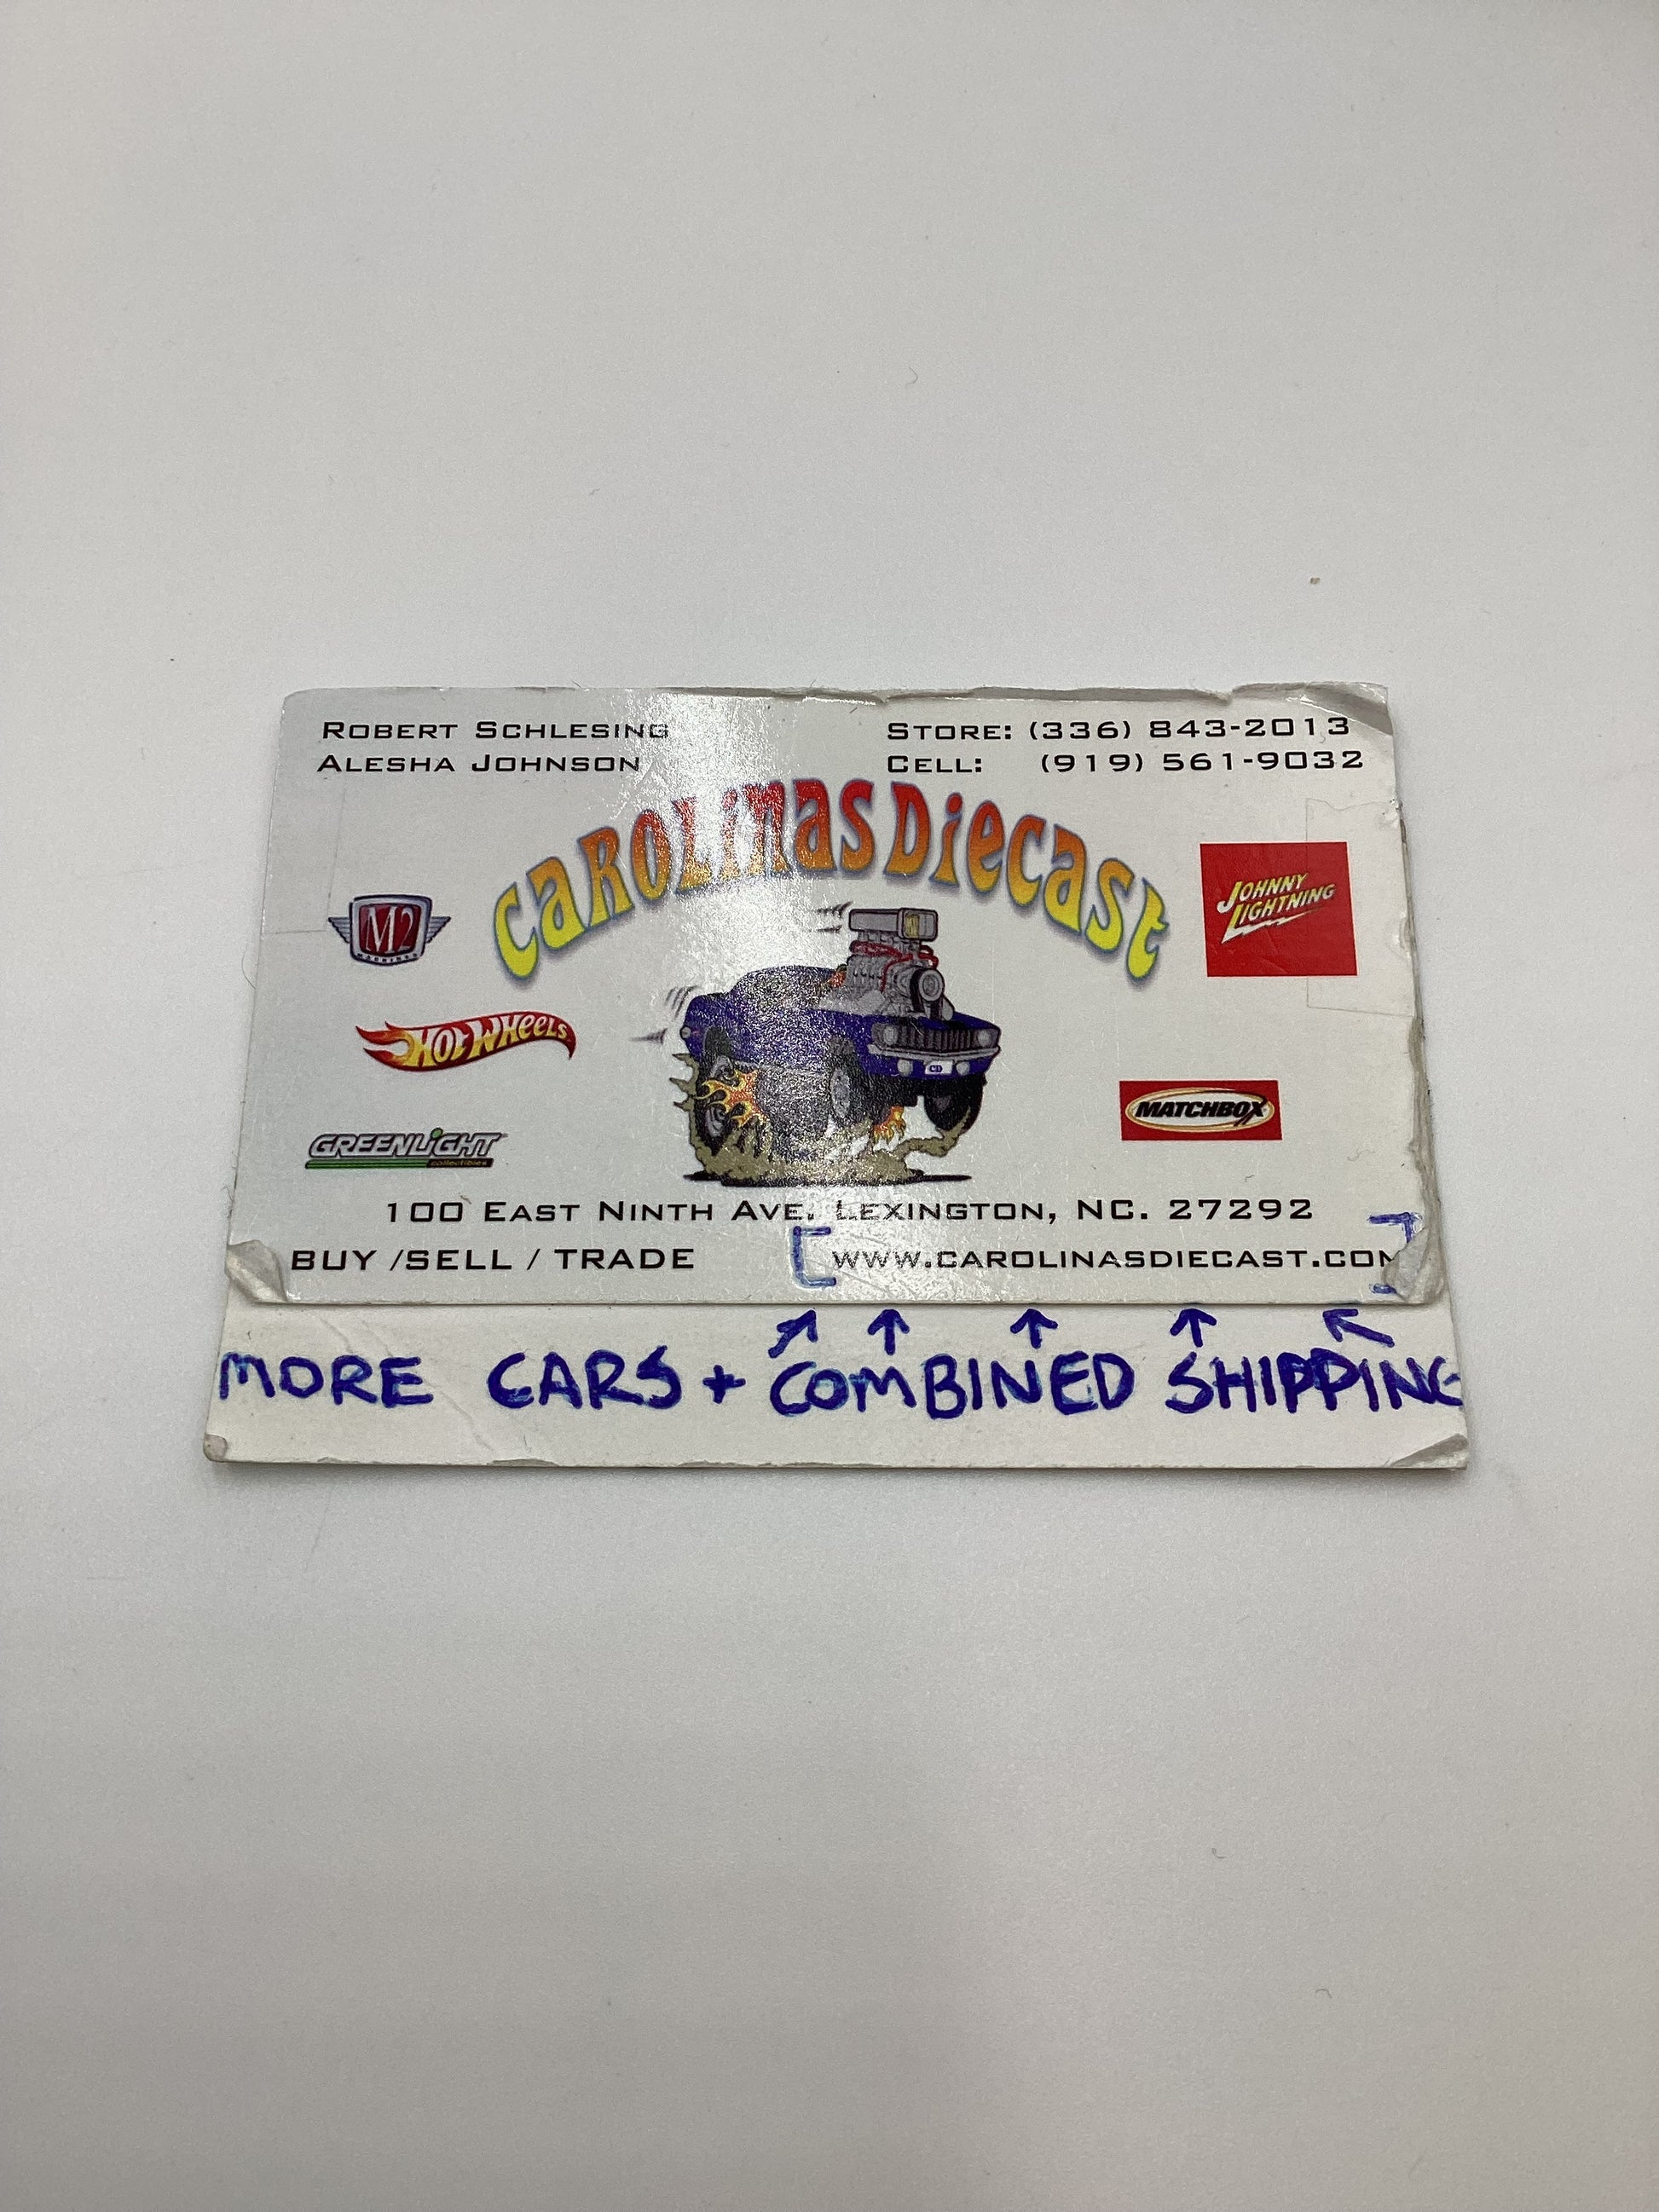 ROBERT SCHLESING
ALESHA JOHNSON
STORE: (336) 843-2013
CELL: (919) 561-9032
CAROLINAS DIECAST
M2
MACHINES
JOHNNY
LIGHTNING
HOT WHEELS
MATCHBOX
GREENLIGHT
collectibles
100 EAST NINTH AVE. LEXINGTON, NC. 27292
BUY /SELL / TRADE [WWW.CAROLINASDIECAST.COM]
MORE CARS + COMBINED SHIPPING